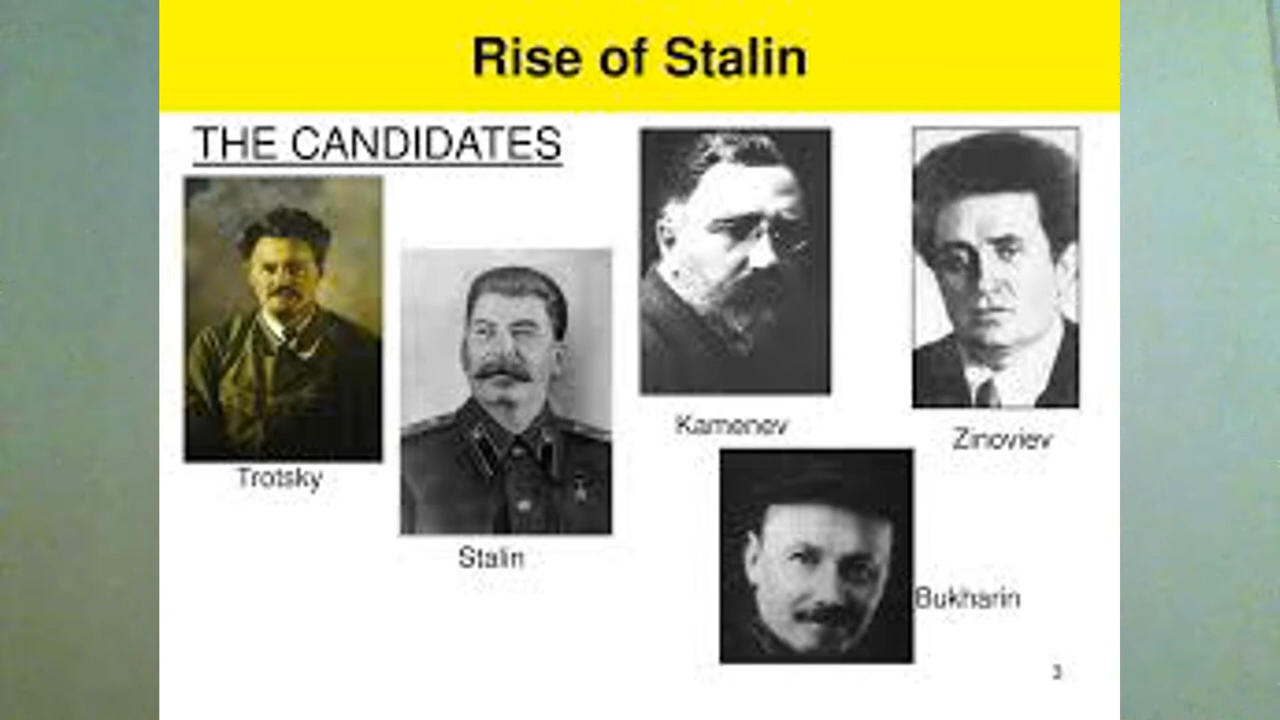 Rise of Stalin
THE CANDIDATES
Trotsky
Stalin
Kamenev
Zinoviev
Bukharin
3